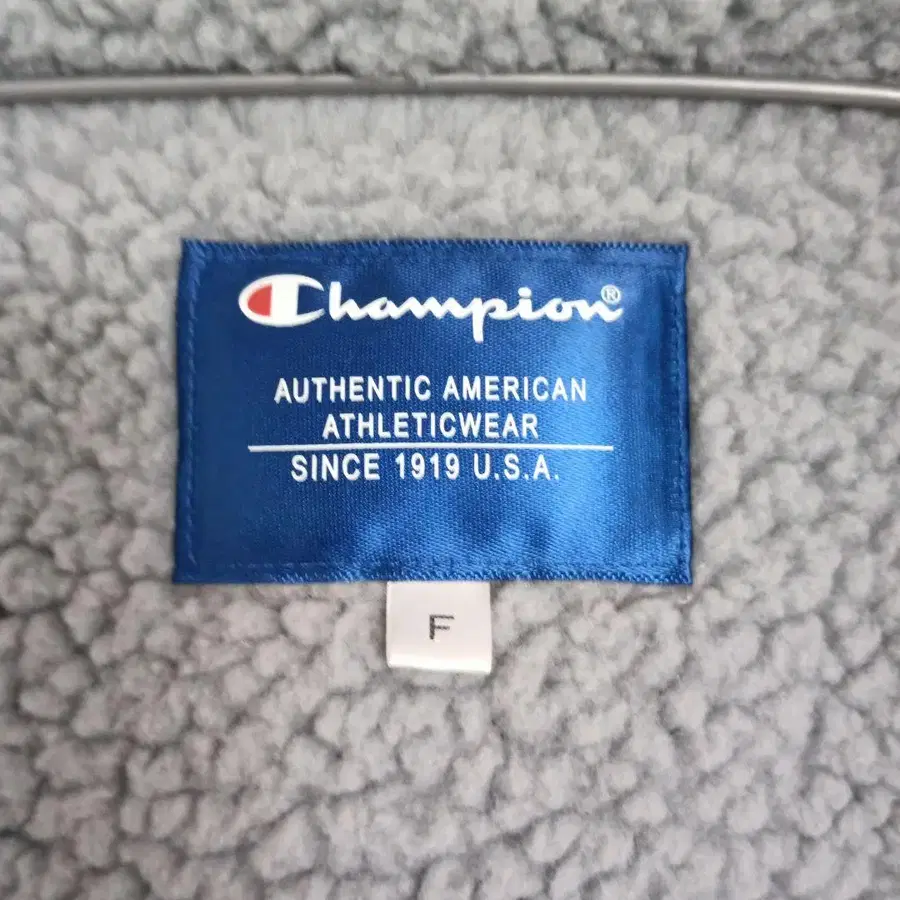 Champion®
AUTHENTIC AMERICAN
ATHLETICWEAR
SINCE 1919 U.S.A.
F